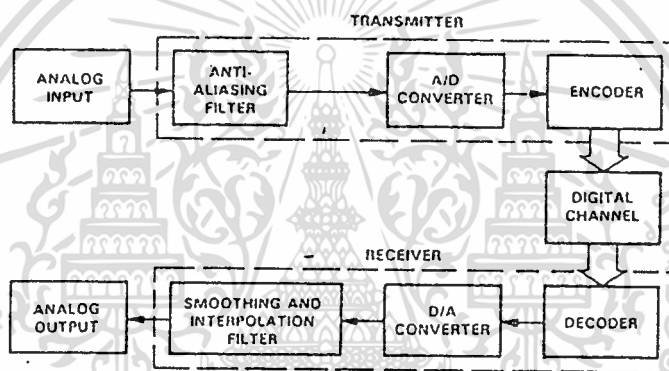 TRANSMITTER
ANALOG
INPUT
ANTI-
ALIASING
FILTER
A/D
CONVERTER
ENCODER
DIGITAL
CHANNEL
RECEIVER
ANALOG
OUTPUT
SMOOTHING AND
INTERPOLATION
FILTER
D/A
CONVERTER
DECODER